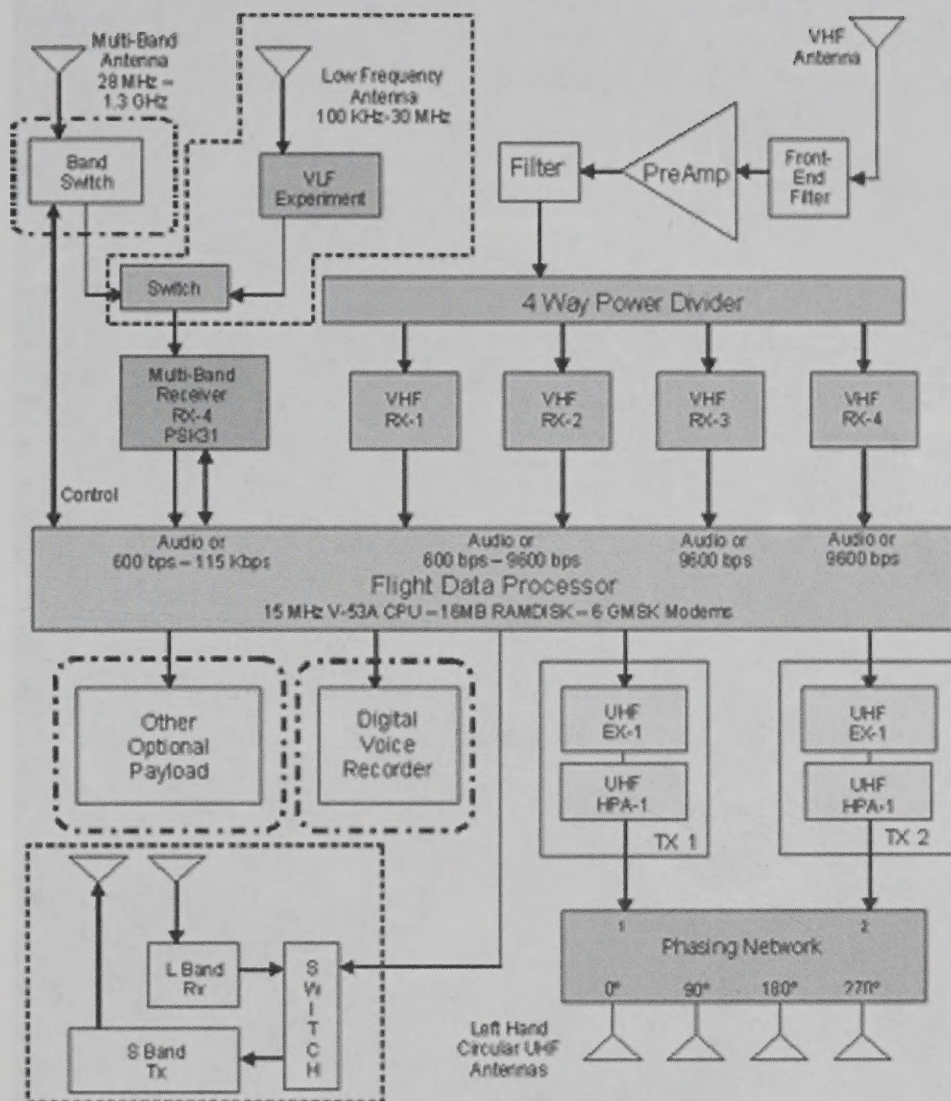 Multi-Band
Antenna
28 MHz –
1.3 GHz
Low Frequency
Antenna
100 KHz-30 MHz
VHF
Antenna
Band
Switch
VLF
Experiment
Filter
PreAmp
Front-
End
Filter
Switch
4 Way Power Divider
Multi-Band
Receiver
RX-4
PSK31
VHF
RX-1
VHF
RX-2
VHF
RX-3
VHF
RX-4
Control
Audio or
600 bps – 115 Kbps
Audio or
600 bps – 9600 bps
Audio or
9600 bps
Audio or
9600 bps
Flight Data Processor
15 MHz V-53A CPU – 16MB RAMDISK – 6 GMSK Modems
Other
Optional
Payload
Digital
Voice
Recorder
UHF
EX-1
UHF
HPA-1
TX 1
UHF
EX-1
UHF
HPA-1
TX 2
L Band
Rx
S
W
I
T
C
H
S Band
Tx
1
2
Phasing Network
0°
90°
180°
270°
Left Hand
Circular UHF
Antennas